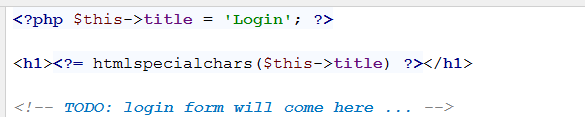 <?php $this->title = 'Login'; ?>
<h1><?= htmlspecialchars($this->title) ?></h1>
<!-- TODO: login form will come here ... -->